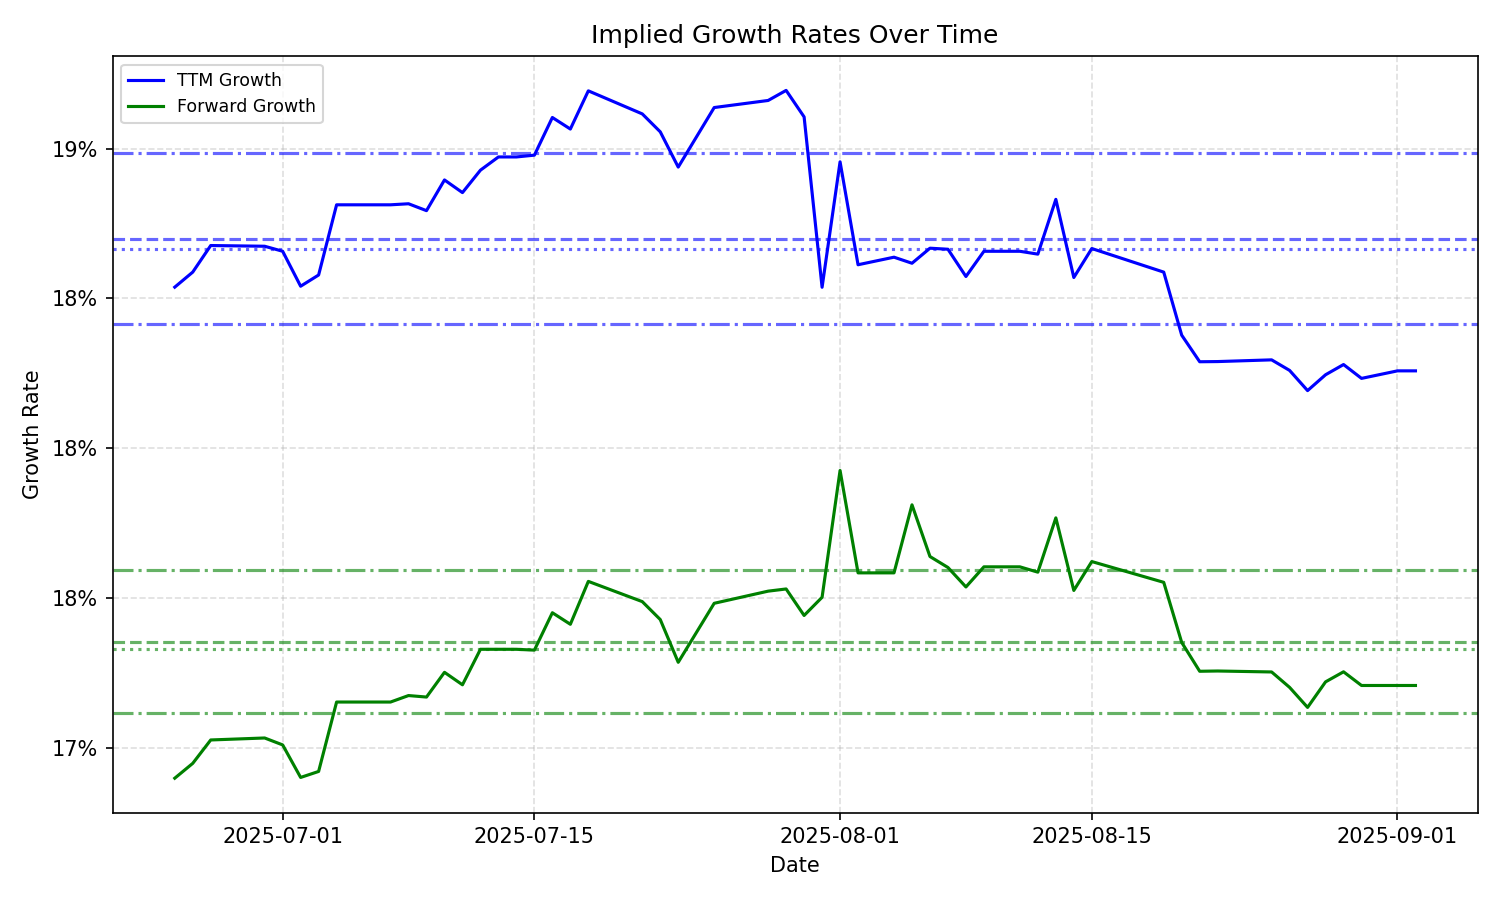 Implied Growth Rates Over Time
TTM Growth
Forward Growth
19%
18%
18%
18%
17%
Growth Rate
2025-07-01
2025-07-15
2025-08-01
2025-08-15
2025-09-01
Date